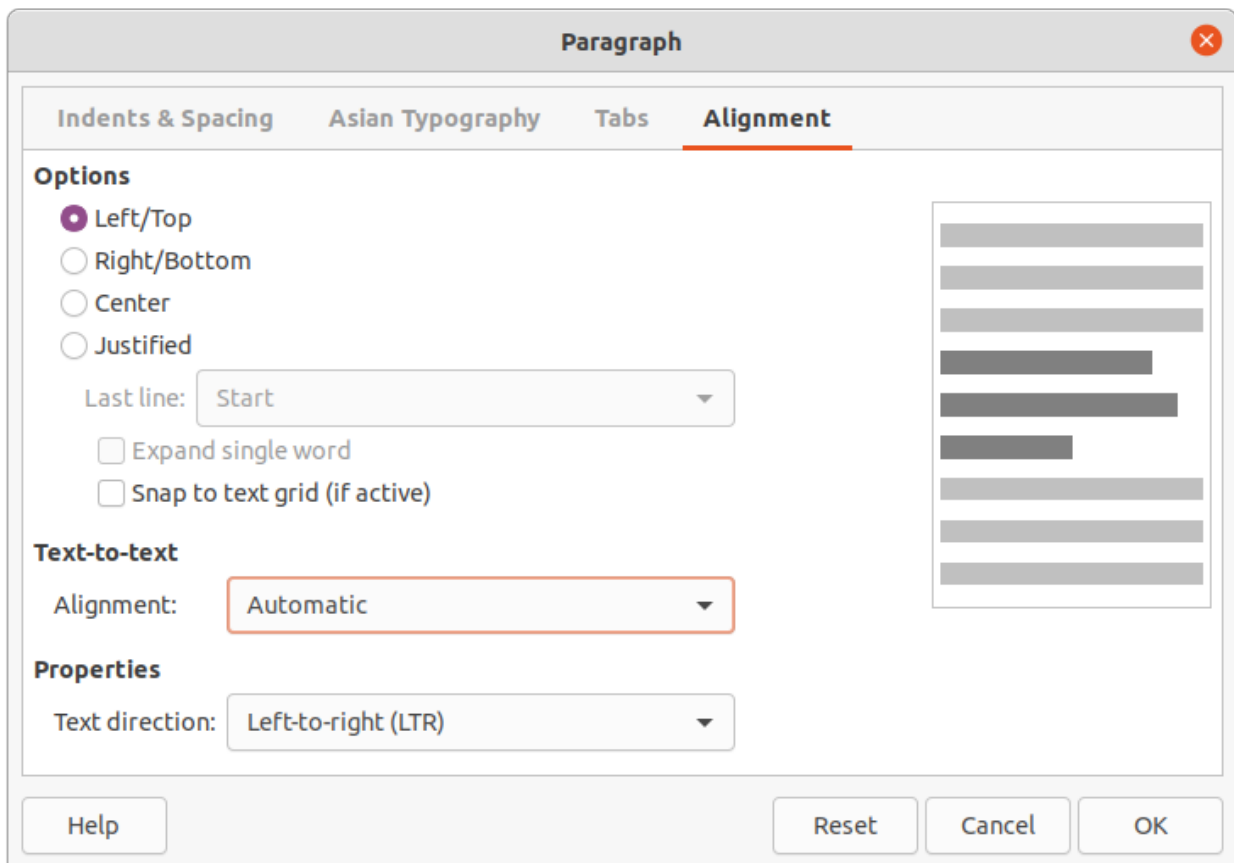 Paragraph
Indents & Spacing Asian Typography Tabs Alignment
Options
Left/Top
Right/Bottom
Center
Justified
Last line: Start
Expand single word
Snap to text grid (if active)
Text-to-text
Alignment: Automatic
Properties
Text direction: Left-to-right (LTR)
Help Reset Cancel OK